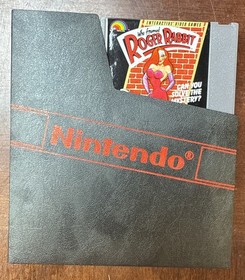 INTERACTIVE VIDEO GAMES
Who Framed
ROGER RABBIT
CAN YOU
SOLVE THE
MYSTERY?
Nintendo®